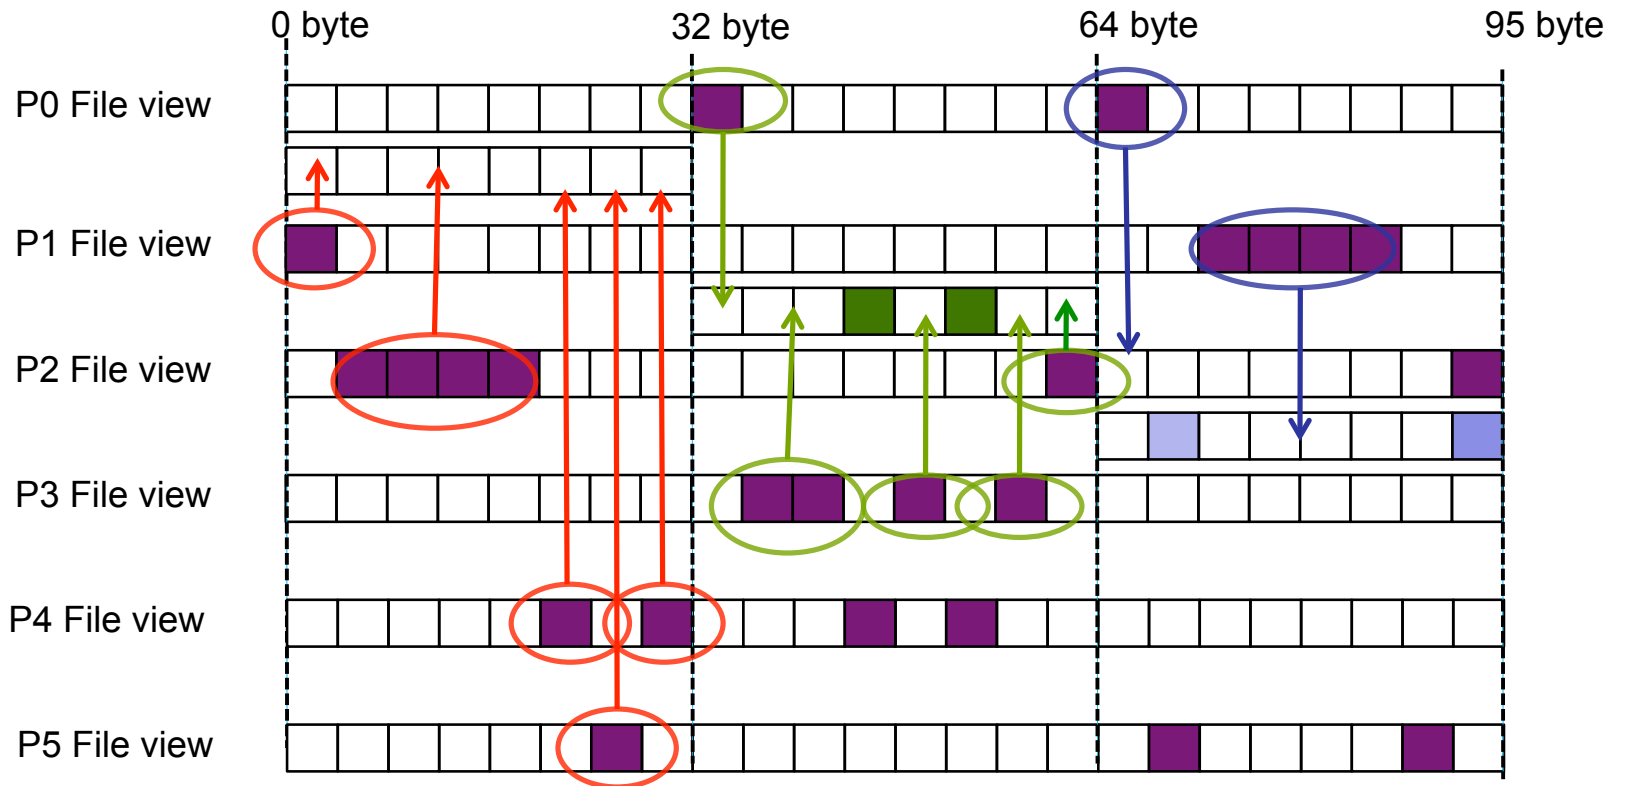 0 byte 32 byte 64 byte 95 byte
P0 File view
P1 File view
P2 File view
P3 File view
P4 File view
P5 File view